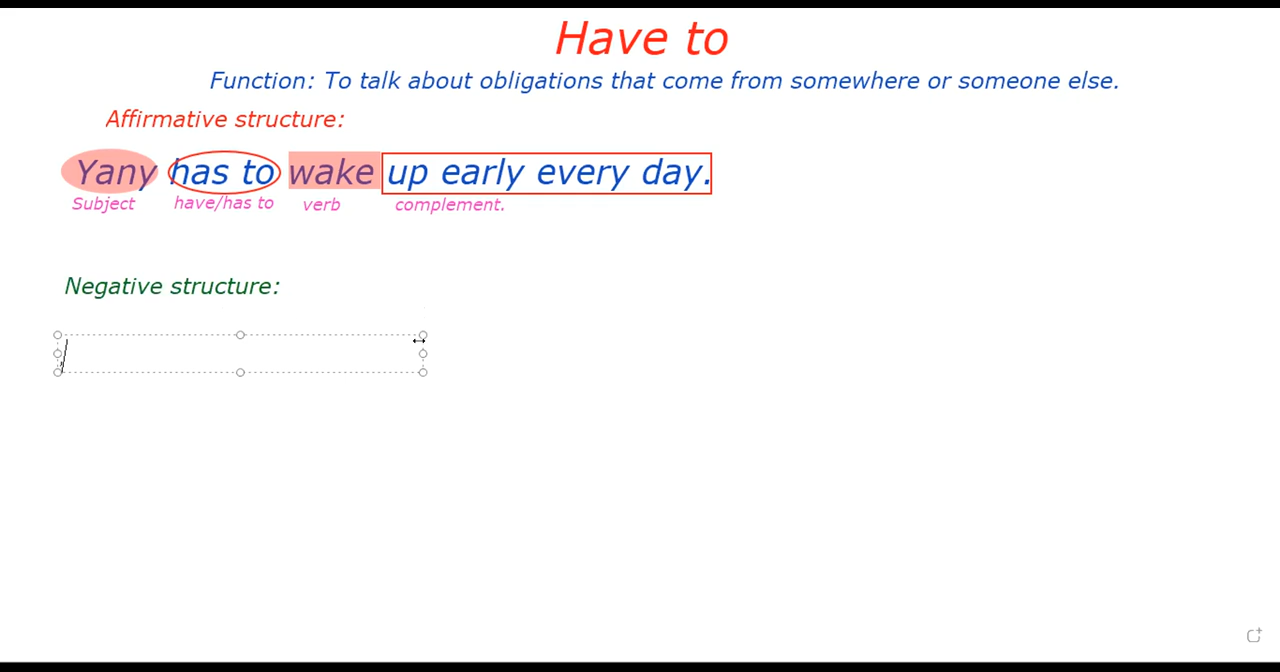 Have to
Function: To talk about obligations that come from somewhere or someone else.
Affirmative structure:
Yany has to wake up early every day.
Subject have/has to verb complement.
Negative structure: